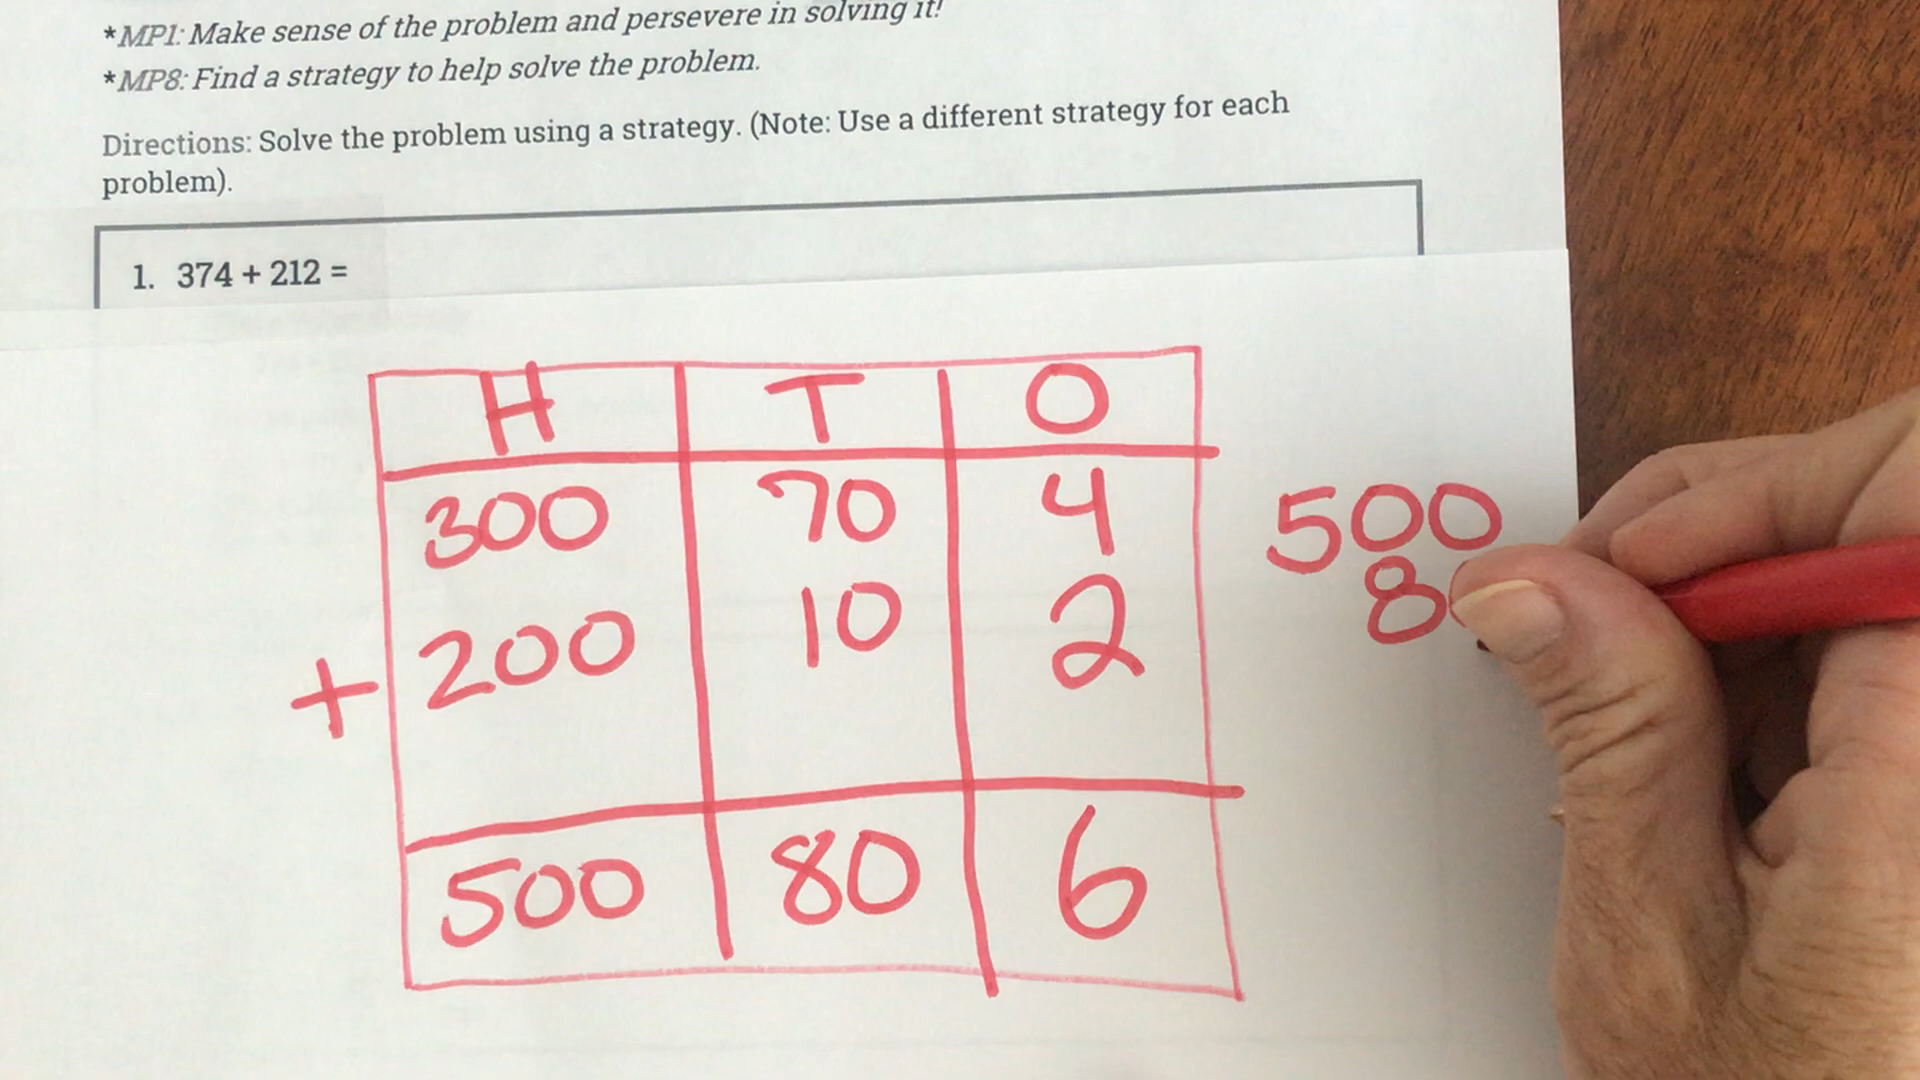 *MP1: Make sense of the problem and persevere in solving it!
*MP8: Find a strategy to help solve the problem.
Directions: Solve the problem using a strategy. (Note: Use a different strategy for each
problem).
1. 374 + 212 =
H T O
300 70 4 500
+ 200 10 2 8
500 80 6